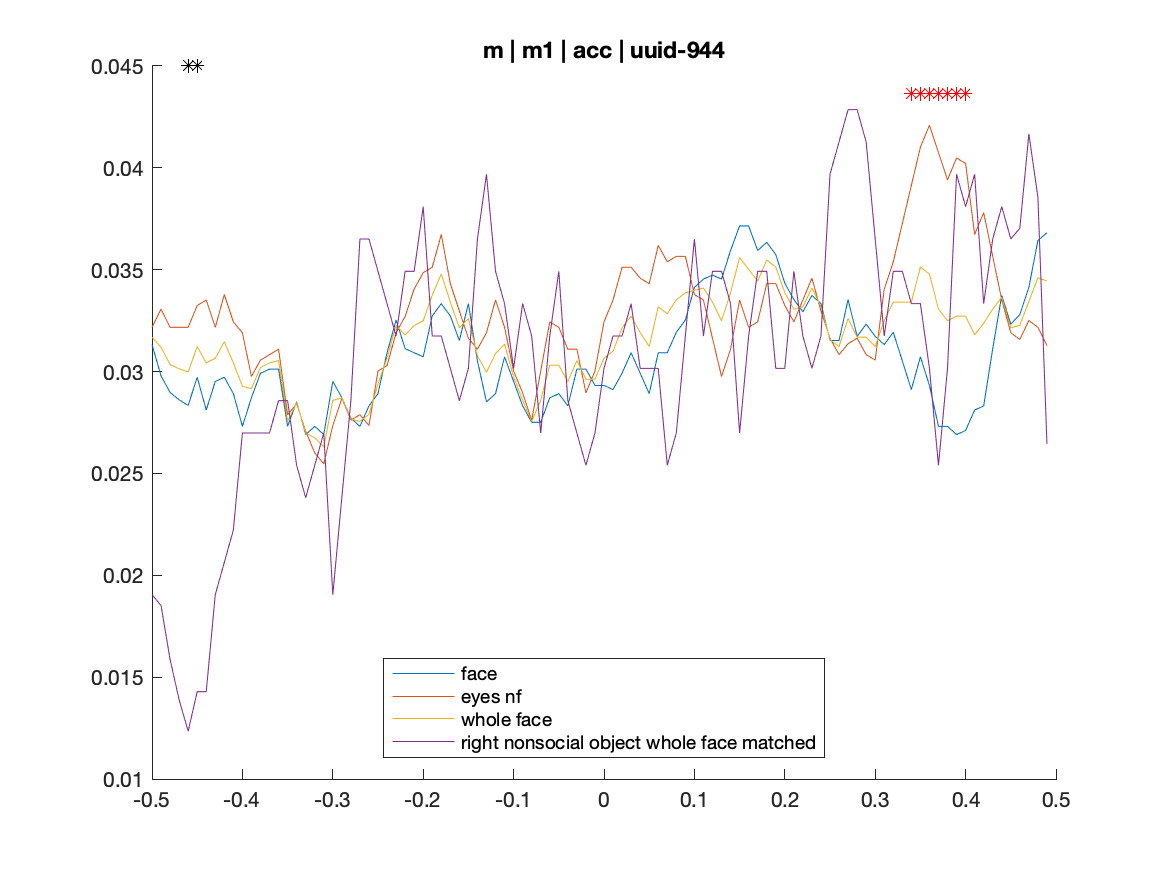 m | m1 | acc | uuid-944
0.045
0.04
0.035
0.03
0.025
0.02
0.015
0.01
-0.5 -0.4 -0.3 -0.2 -0.1 0 0.1 0.2 0.3 0.4 0.5
face
eyes nf
whole face
right nonsocial object whole face matched